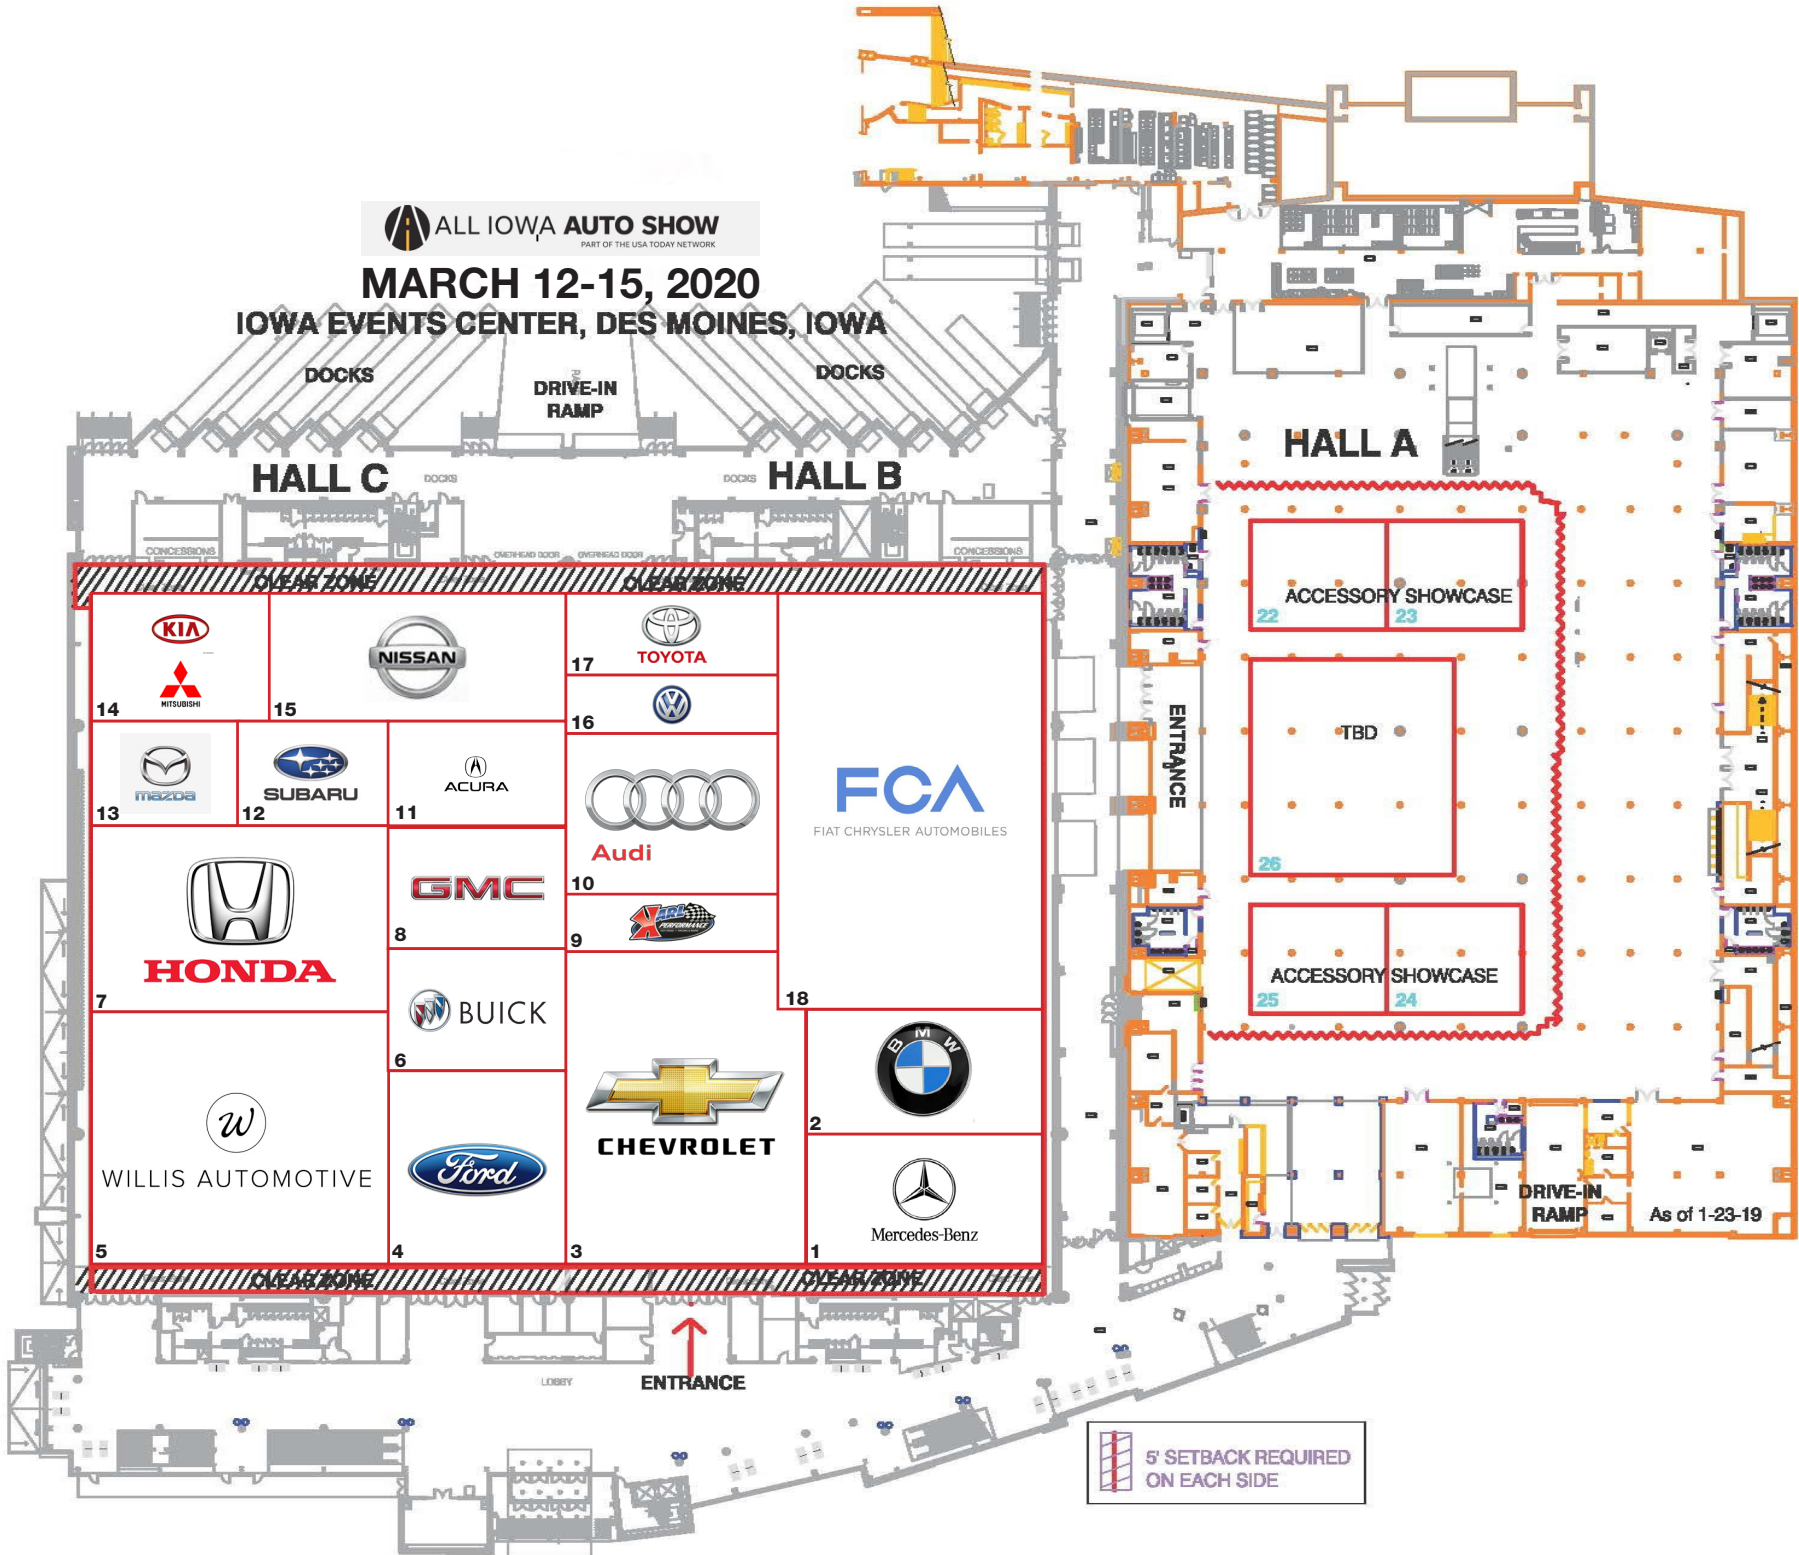 ALL IOWA AUTO SHOW
PART OF THE USA TODAY NETWORK
MARCH 12-15, 2020
IOWA EVENTS CENTER, DES MOINES, IOWA
DOCKS
DRIVE-IN
RAMP
DOCKS
HALL C
DOCKS
DOCKS
HALL B
CONCESSIONS
OVERHEAD DOOR
OVERHEAD DOOR
CONCESSIONS
CLEAR ZONE
CLEAR ZONE
KIA
MITSUBISHI
14
NISSAN
15
TOYOTA
17
16
mazda
13
SUBARU
12
ACURA
11
Audi
10
FCA
FIAT CHRYSLER AUTOMOBILES
18
HONDA
7
GMC
8
KARL
PERFORMANCE
9
BUICK
6
W
WILLIS AUTOMOTIVE
5
Ford
4
CHEVROLET
3
BMW
2
Mercedes-Benz
1
CLEAR ZONE
CLEAR ZONE
LOBBY
ENTRANCE
HALL A
ACCESSORY SHOWCASE
22
23
ENTRANCE
TBD
26
ACCESSORY SHOWCASE
25
24
DRIVE-IN
RAMP
As of 1-23-19
5' SETBACK REQUIRED
ON EACH SIDE